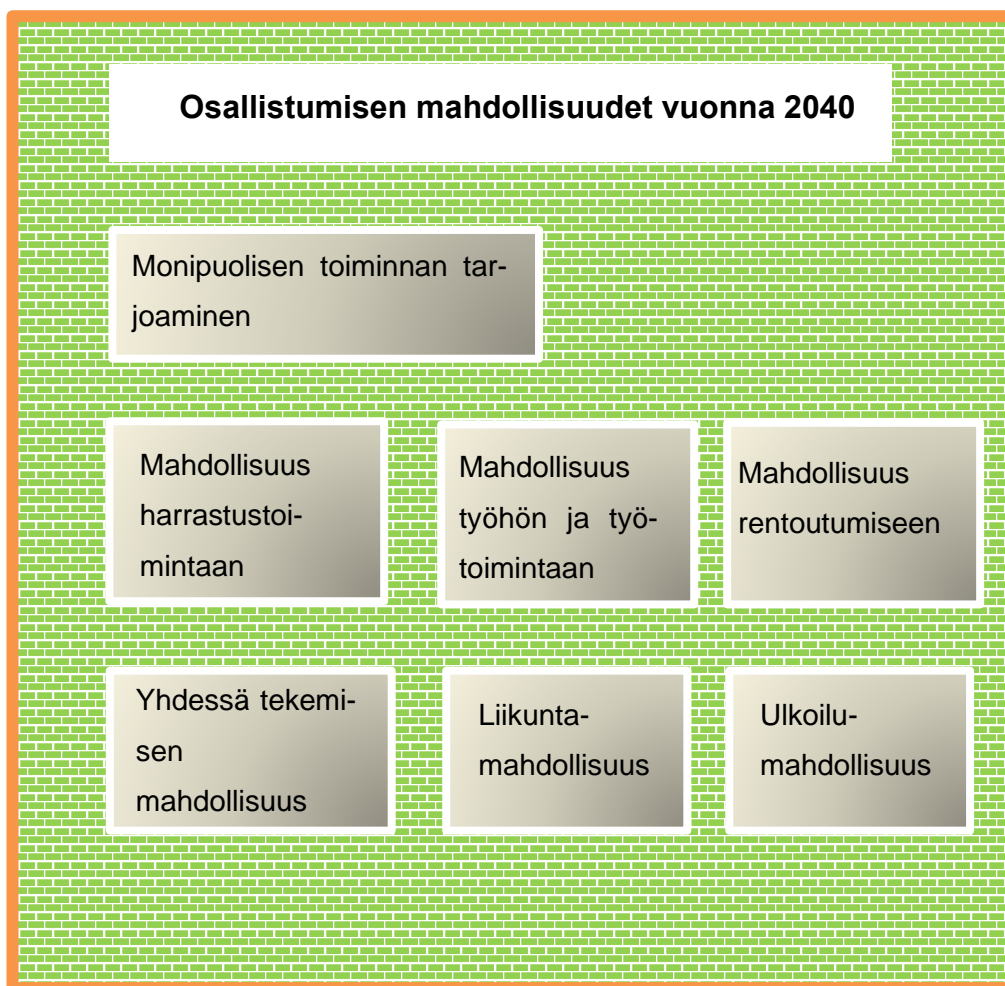 Osallistumisen mahdollisuudet vuonna 2040
Monipuolisen toiminnan tar-
joaminen
Mahdollisuus
harrastustoi-
mintaan
Mahdollisuus
työhön ja työ-
toimintaan
Mahdollisuus
rentoutumiseen
Yhdessä tekemi-
sen
mahdollisuus
Liikunta-
mahdollisuus
Ulkoilu-
mahdollisuus